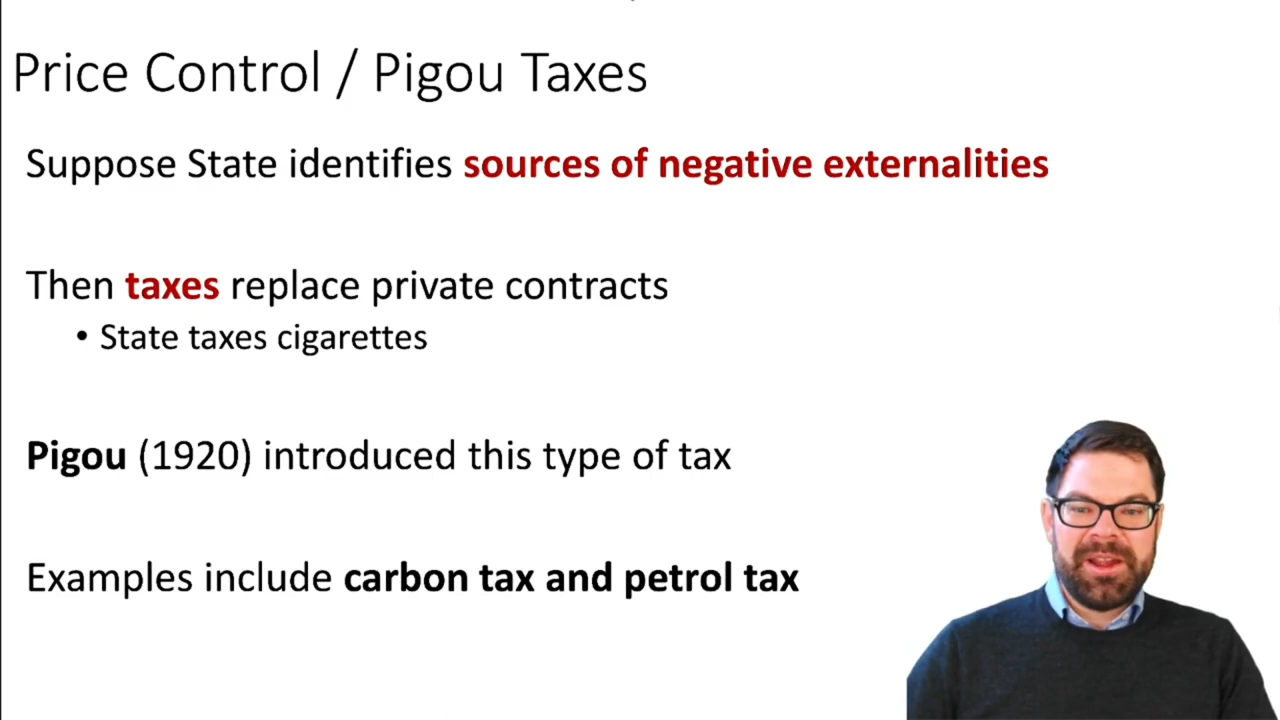 Price Control / Pigou Taxes
Suppose State identifies sources of negative externalities
Then taxes replace private contracts
• State taxes cigarettes
Pigou (1920) introduced this type of tax
Examples include carbon tax and petrol tax